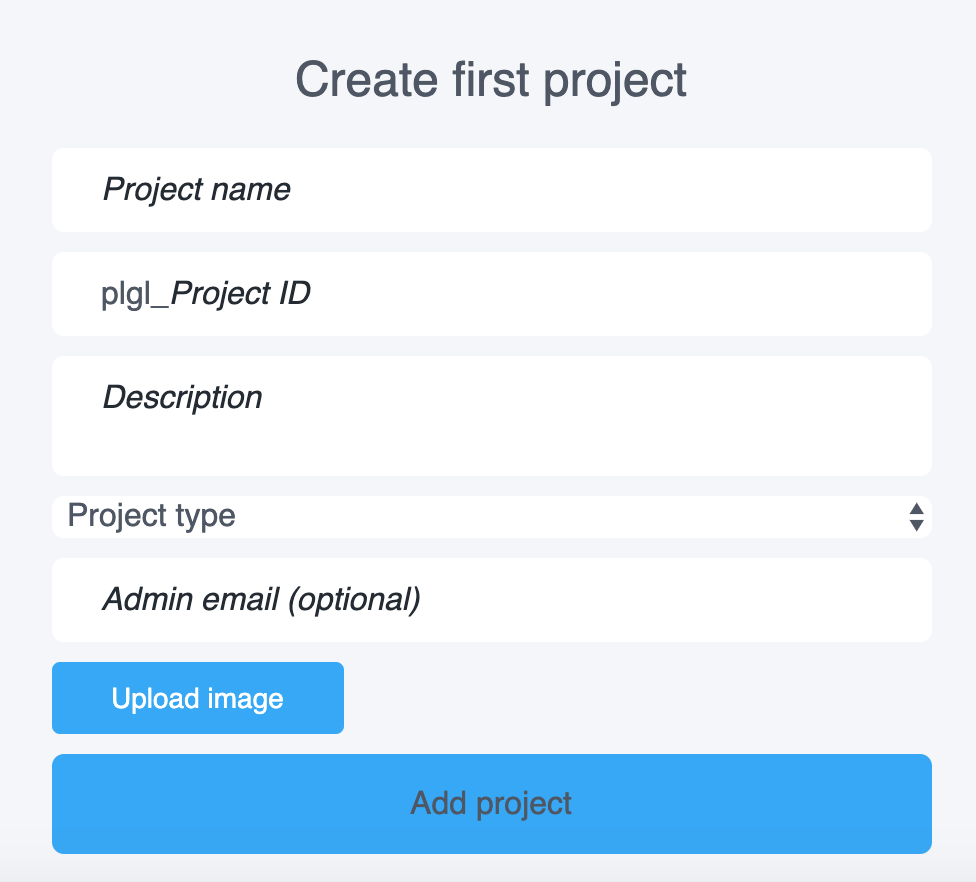 Create first project
Project name
plgl_Project ID
Description
Project type
Admin email (optional)
Upload image
Add project